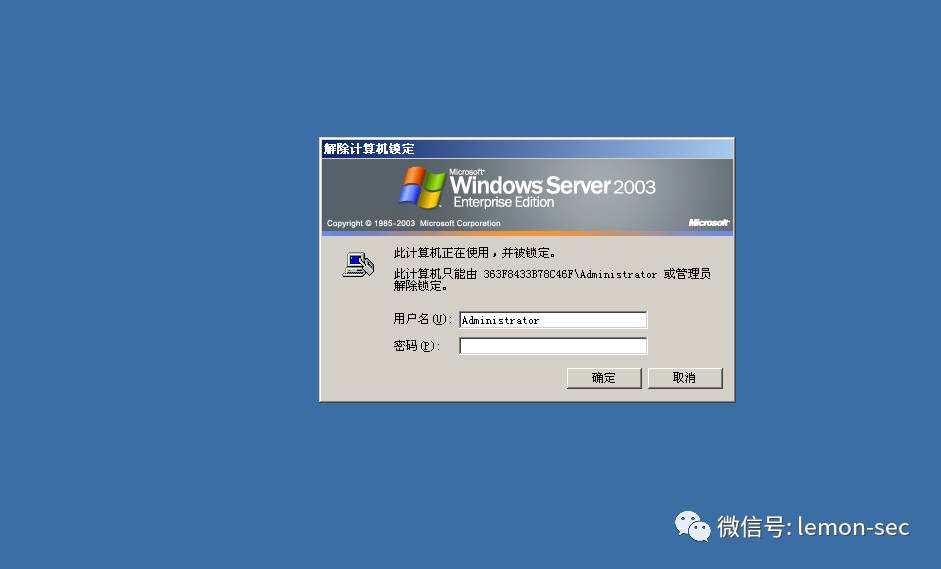 解除计算机锁定
Microsoft
Windows Server 2003
Enterprise Edition
Copyright © 1985-2003 Microsoft Corporation
Microsoft
此计算机正在使用，并被锁定。
此计算机只能由 363F8433B78C46F\Administrator 或管理员
解除锁定。
用户名(U): Administrator
密码(P):
确定 取消
微信号: lemon-sec